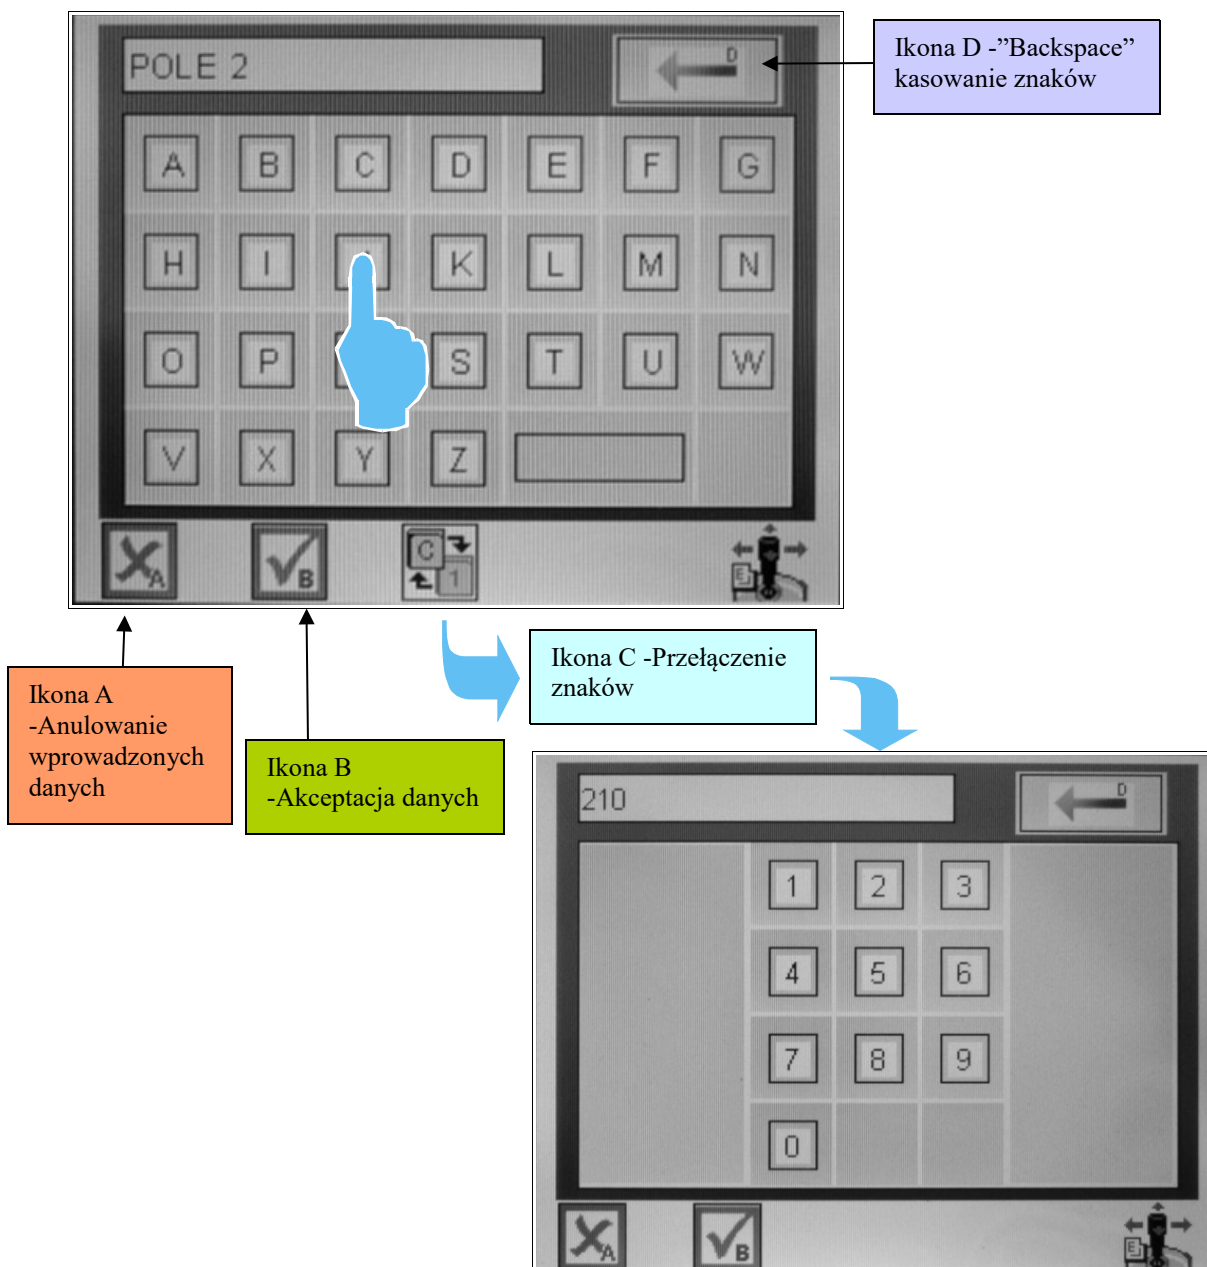 POLE 2
D
Ikona D -”Backspace”
kasowanie znaków
A B C D E F G
H I K L M N
O P S T U W
V X Y Z
A B C 1 E
Ikona A
-Anulowanie
wprowadzonych
danych
Ikona B
-Akceptacja danych
Ikona C -Przełączenie
znaków
210
D
1 2 3
4 5 6
7 8 9
0
A B E